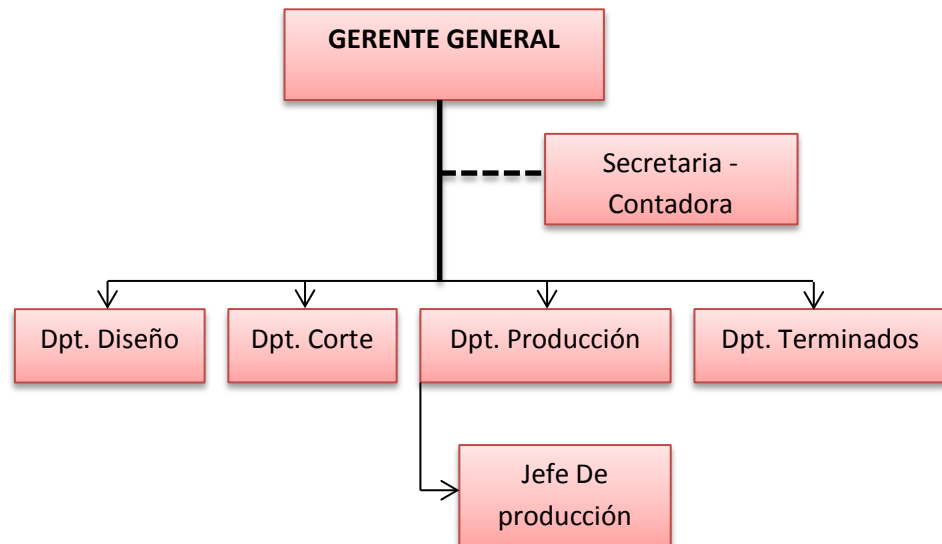 GERENTE GENERAL
Secretaria -
Contadora
Dpt. Diseño
Dpt. Corte
Dpt. Producción
Dpt. Terminados
Jefe De
producción